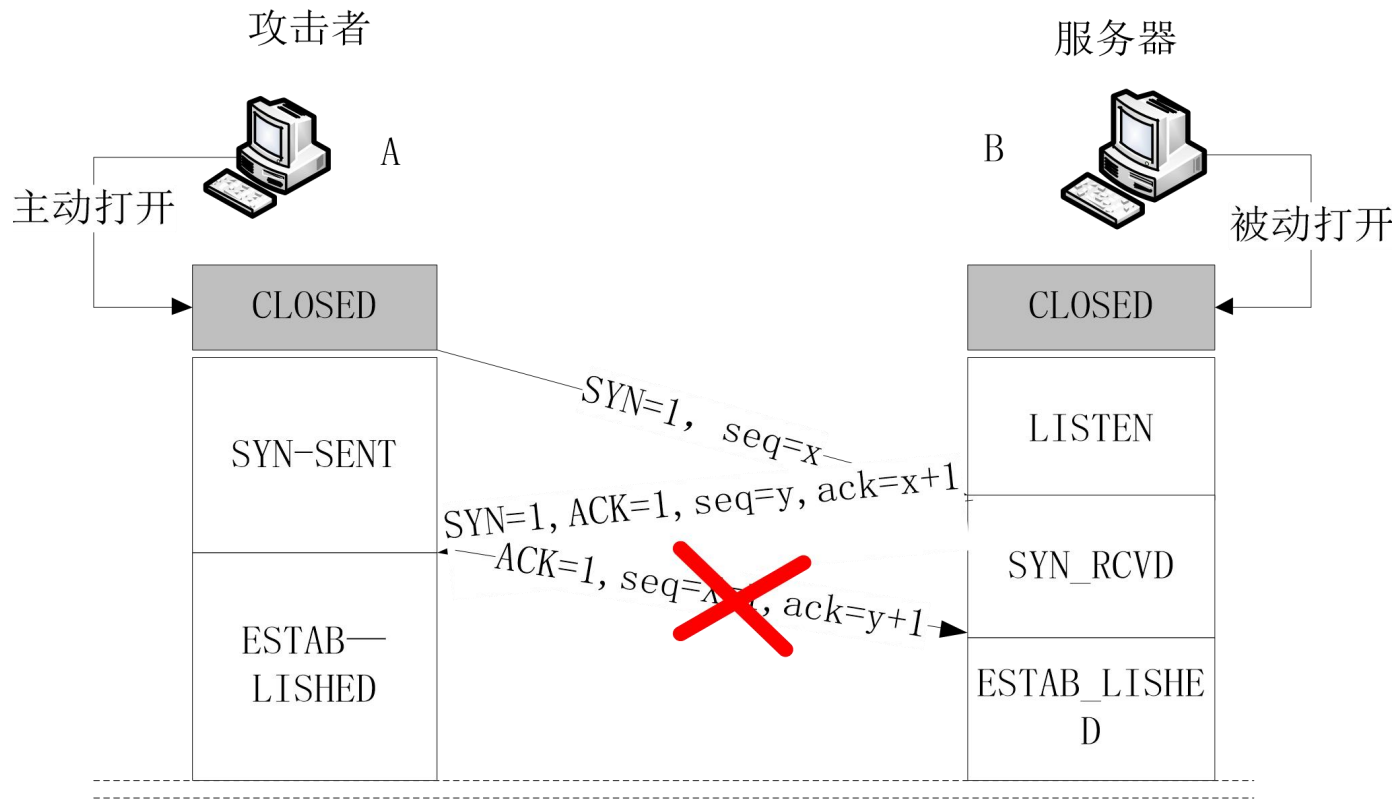 攻击者
服务器
A
B
主动打开
被动打开
CLOSED
CLOSED
SYN=1, seq=x
SYN-SENT
LISTEN
SYN=1,ACK=1,seq=y,ack=x+1
ACK=1,seq=x+1,ack=y+1
SYN_RCVD
ESTAB—
LISHED
ESTAB_LISHE
D